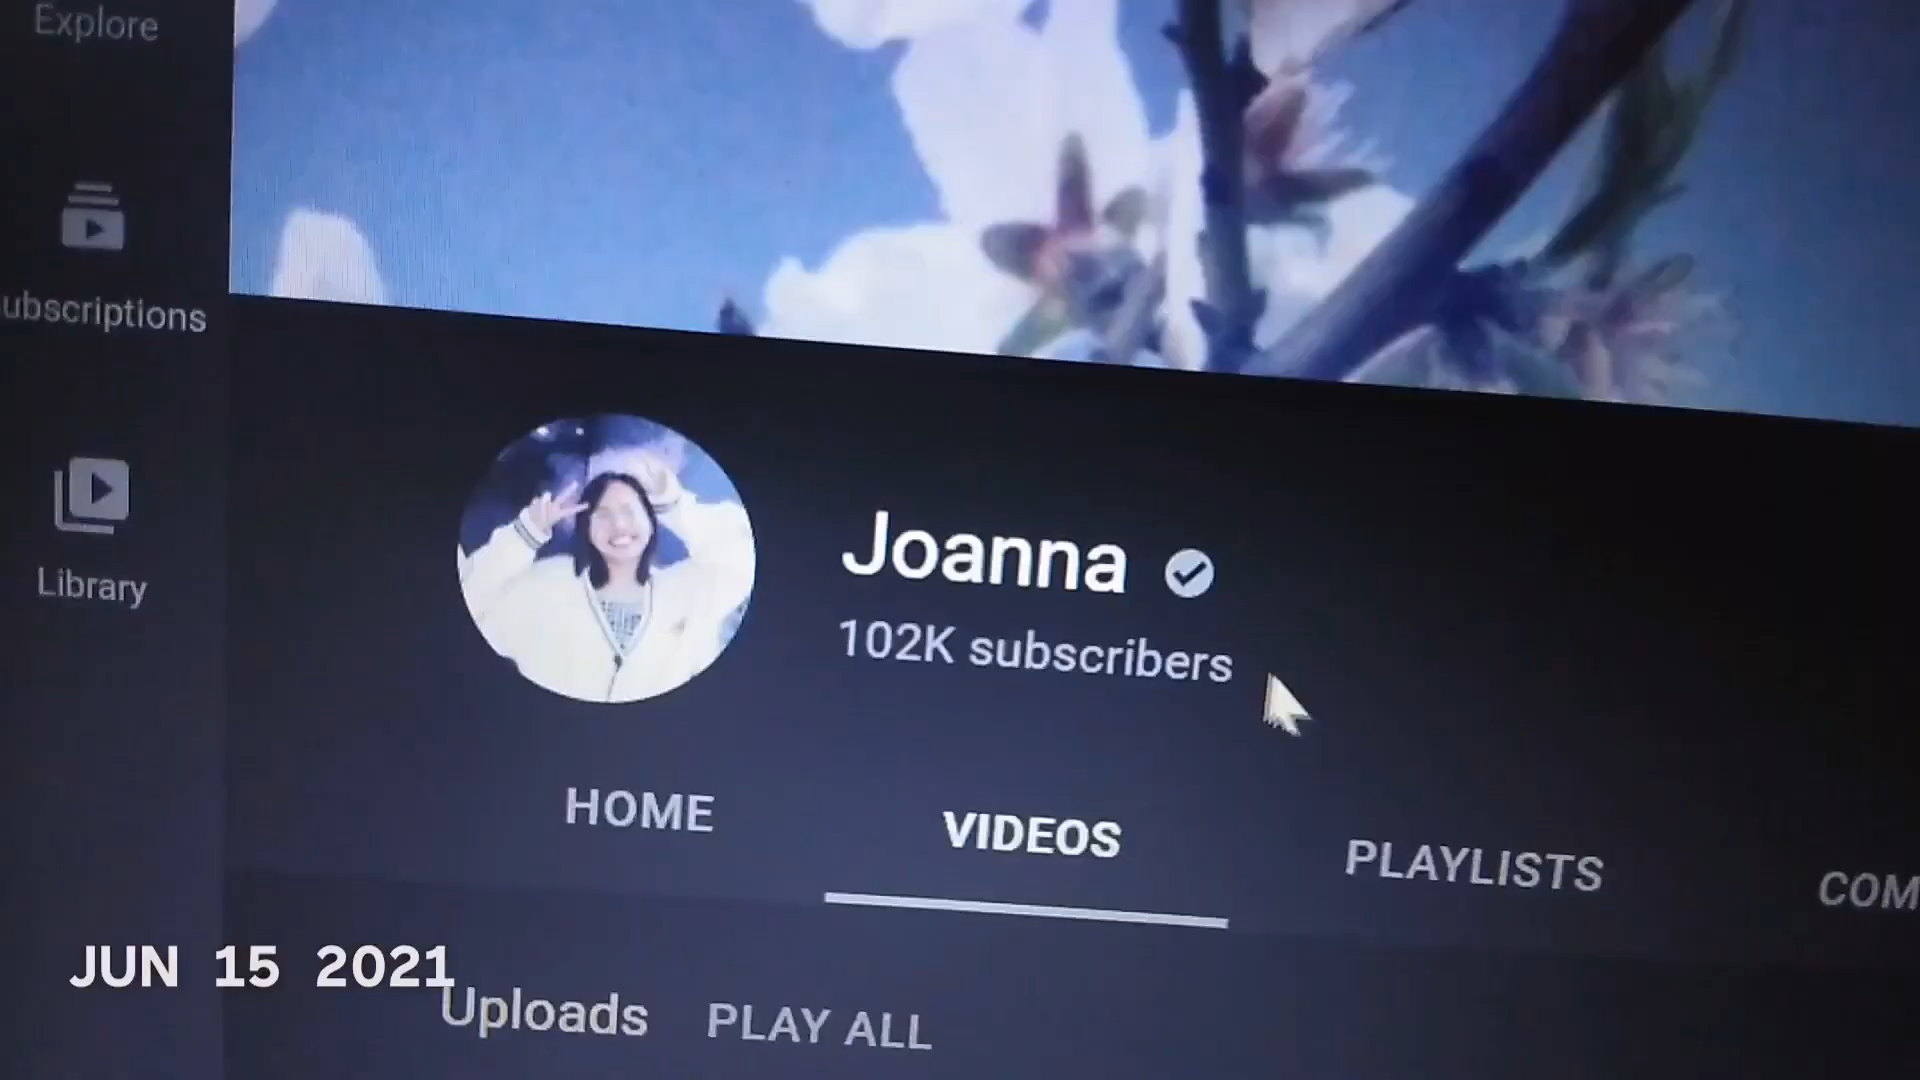 Explore
ubscriptions
Library
Joanna
102K subscribers
HOME VIDEOS PLAYLISTS COM
JUN 15 2021
Uploads PLAY ALL